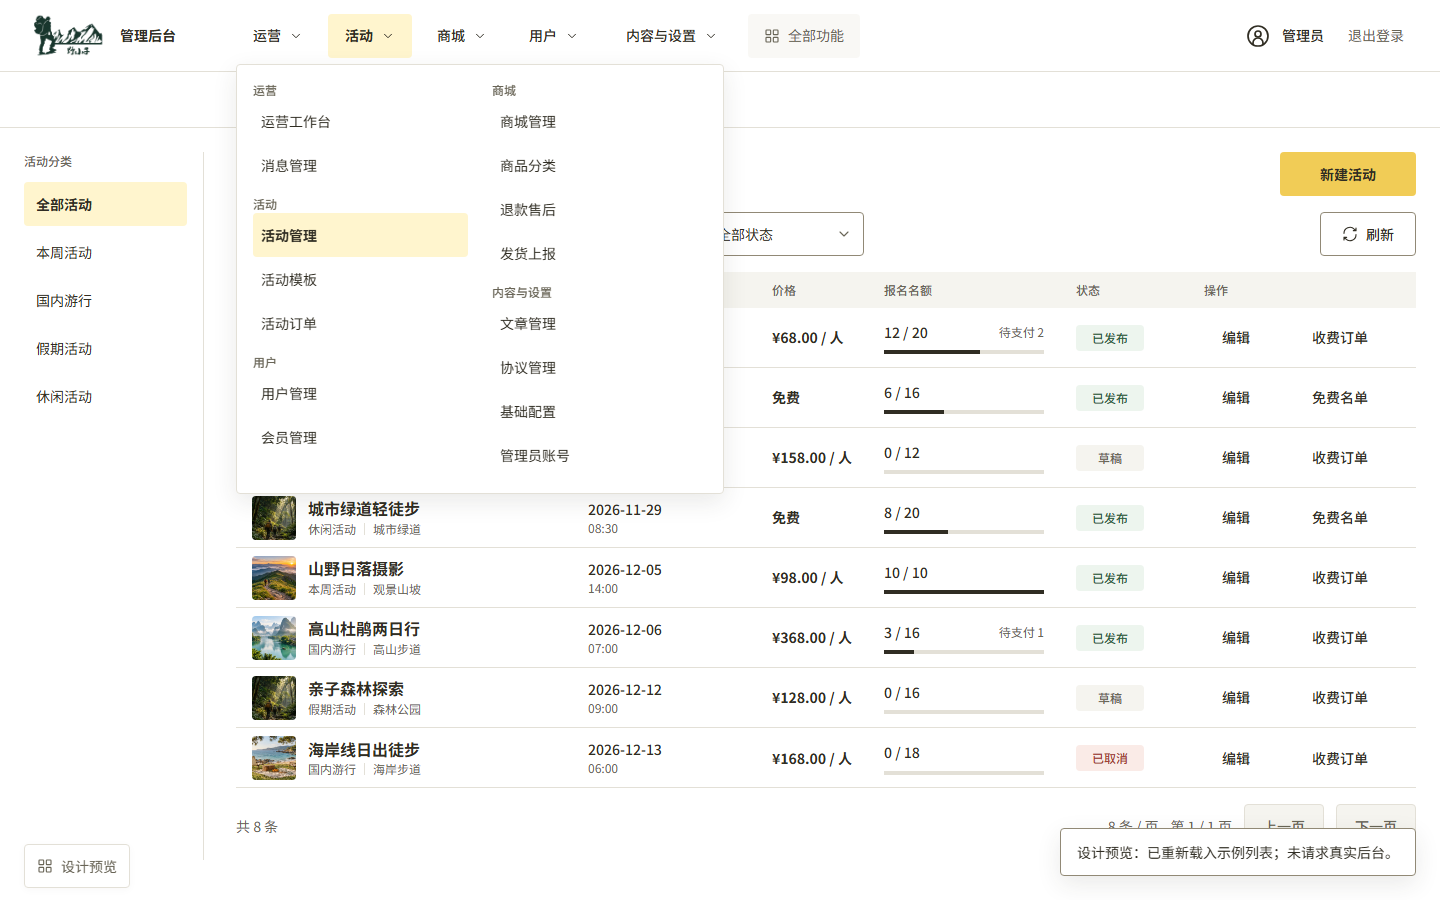 管理后台
运营
活动
商城
用户
内容与设置
全部功能
管理员
退出登录
运营
运营工作台
消息管理
活动
活动管理
活动模板
活动订单
用户
用户管理
会员管理
商城
商城管理
商品分类
退款售后
发货上报
内容与设置
文章管理
协议管理
基础配置
管理员账号
活动分类
全部活动
本周活动
国内游行
假期活动
休闲活动
新建活动
全部状态
刷新
价格 报名名额 状态 操作
¥68.00 / 人 12 / 20 待支付 2 已发布 编辑 收费订单
免费 6 / 16 已发布 编辑 免费名单
¥158.00 / 人 0 / 12 草稿 编辑 收费订单
城市绿道轻徒步 2026-11-29 免费 8 / 20 已发布 编辑 免费名单
休闲活动 城市绿道 08:30
山野日落摄影 2026-12-05 ¥98.00 / 人 10 / 10 已发布 编辑 收费订单
本周活动 观景山坡 14:00
高山杜鹃两日行 2026-12-06 ¥368.00 / 人 3 / 16 待支付 1 已发布 编辑 收费订单
国内游行 高山步道 07:00
亲子森林探索 2026-12-12 ¥128.00 / 人 0 / 16 草稿 编辑 收费订单
假期活动 森林公园 09:00
海岸线日出徒步 2026-12-13 ¥168.00 / 人 0 / 18 已取消 编辑 收费订单
国内游行 海岸步道 06:00
共 8 条
8 条 / 页 第 1 / 1 页 上一页 下一页
设计预览
设计预览：已重新载入示例列表；未请求真实后台。